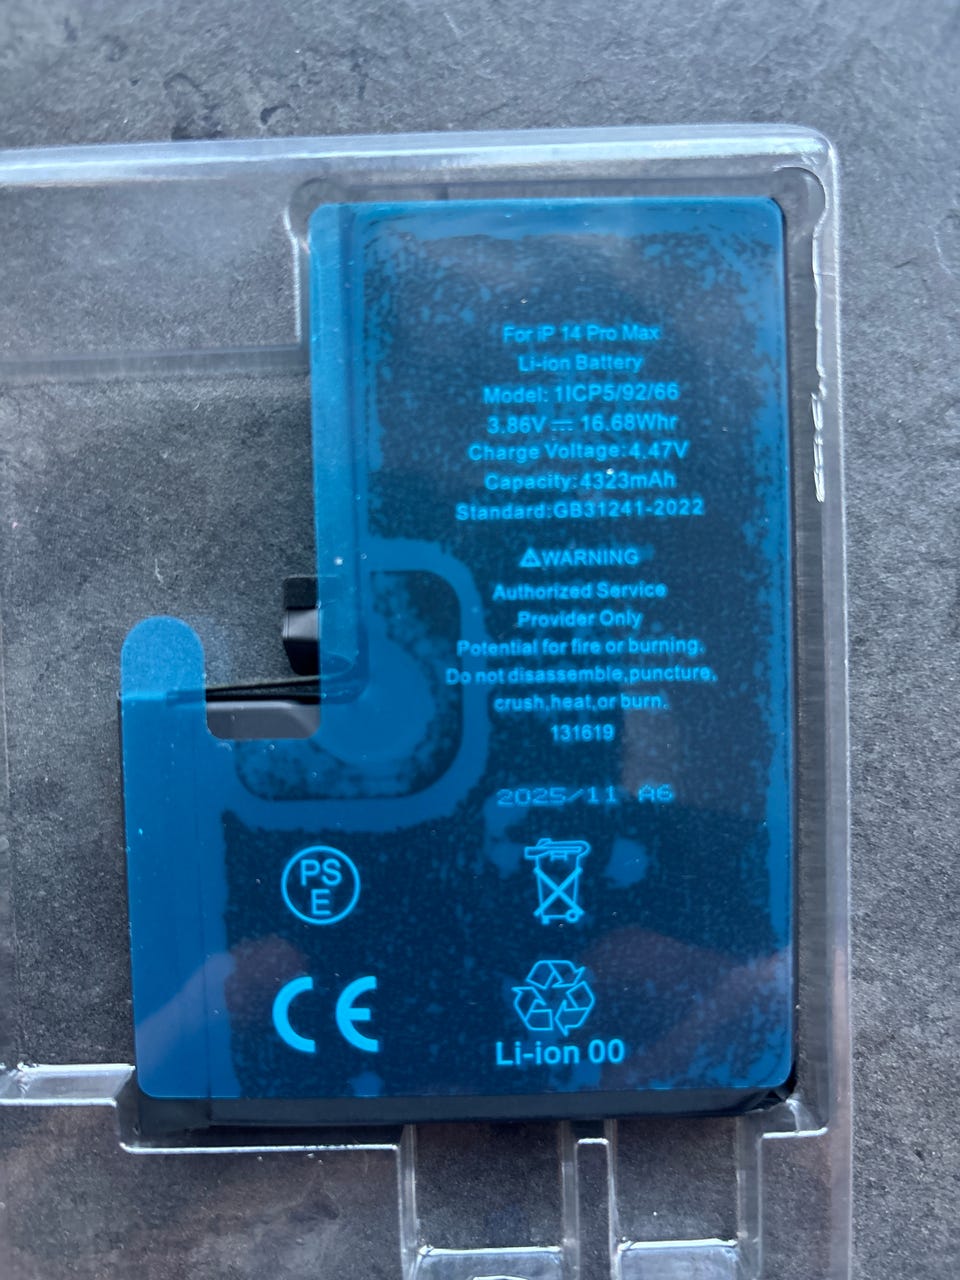 For iP 14 Pro Max
Li-ion Battery
Model: 1ICP5/92/66
3.86V ⎓ 16.68Whr
Charge Voltage:4.47V
Capacity:4323mAh
Standard:GB31241-2022
⚠WARNING
Authorized Service
Provider Only
Potential for fire or burning.
Do not disassemble,puncture,
crush,heat,or burn.
131619
2025/11 A6
PS
E
CE
Li-ion 00